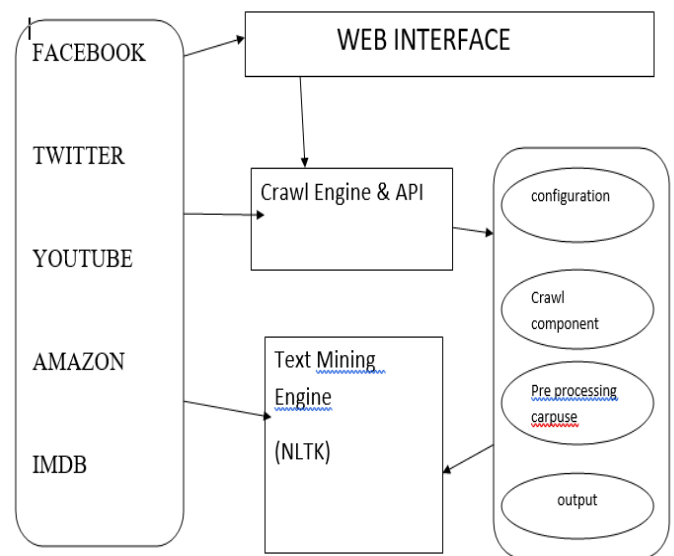 FACEBOOK
TWITTER
YOUTUBE
AMAZON
IMDB
WEB INTERFACE
Crawl Engine & API
Text Mining
Engine
(NLTK)
configuration
Crawl
component
Pre processing
carpuse
output